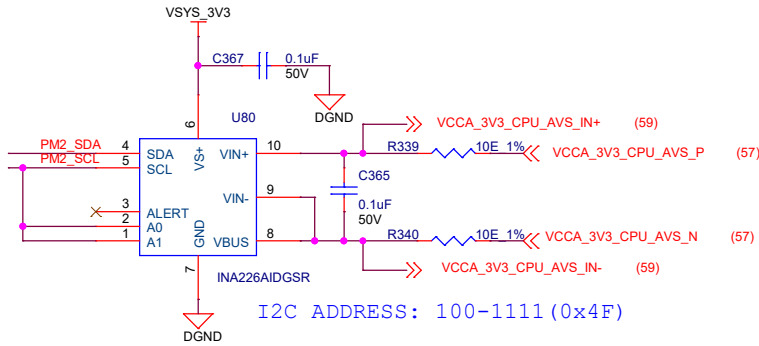 VSYS_3V3
C367
0.1uF
50V
DGND
U80
VCCA_3V3_CPU_AVS_IN+ (59)
PM2_SDA 4 SDA
PM2_SCL 5 SCL
6 VS+
VIN+ 10
R339 10E_1% VCCA_3V3_CPU_AVS_P (57)
C365
0.1uF
50V
VIN- 9
3 ALERT
2 A0
1 A1
GND 7
VBUS 8
R340 10E_1% VCCA_3V3_CPU_AVS_N (57)
INA226AIDGSR
VCCA_3V3_CPU_AVS_IN- (59)
I2C ADDRESS: 100-1111(0x4F)
DGND